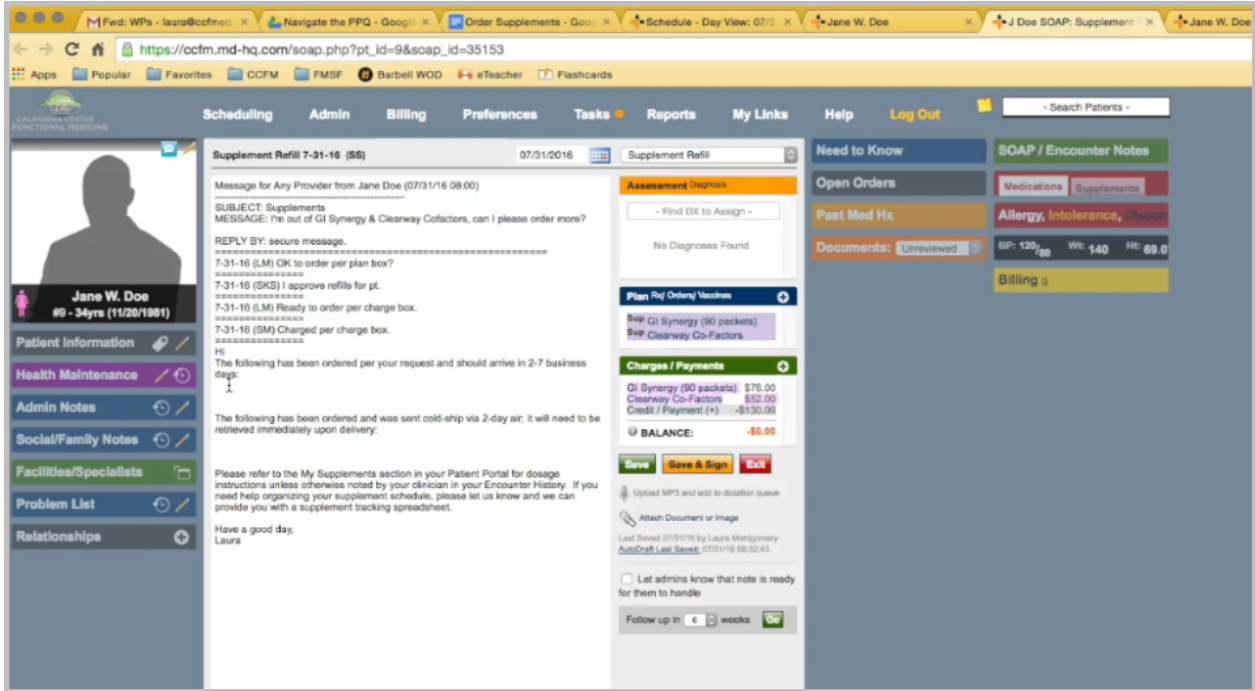 Fwd: WPs - laura@ccfmed ×
Navigate the PPQ - Google ×
Order Supplements - Goog ×
Schedule - Day View: 07/3 ×
Jane W. Doe ×
J Doe SOAP: Supplement ×
Jane W. Doe
https://ccfm.md-hq.com/soap.php?pt_id=9&soap_id=35153
Apps Popular Favorites CCFM FMSF Barbell WOD eTeacher Flashcards
CALIFORNIA CENTER
FUNCTIONAL MEDICINE
Scheduling Admin Billing Preferences Tasks Reports My Links Help Log Out
- Search Patients -
Jane W. Doe
#9 - 34yrs (11/20/1981)
Patient Information
Health Maintenance
Admin Notes
Social/Family Notes
Facilities/Specialists
Problem List
Relationships
Supplement Refill 7-31-16 (SS) 07/31/2016
Message for Any Provider from Jane Doe (07/31/16 08:00)
SUBJECT: Supplements
MESSAGE: I'm out of GI Synergy & Clearway Cofactors, can I please order more?
REPLY BY: secure message.
===============================================
7-31-16 (LM) OK to order per plan box?
===============
7-31-16 (SKS) I approve refills for pt.
===============
7-31-16 (LM) Ready to order per charge box.
===============
7-31-16 (SM) Charged per charge box.
===============
Hi
The following has been ordered per your request and should arrive in 2-7 business
days:
The following has been ordered and was sent cold-ship via 2-day air; it will need to be
retrieved immediately upon delivery:
Please refer to the My Supplements section in your Patient Portal for dosage
instructions unless otherwise noted by your clinician in your Encounter History. If you
need help organizing your supplement schedule, please let us know and we can
provide you with a supplement tracking spreadsheet.
Have a good day,
Laura
Supplement Refill
Assessment Diagnosis
- Find DX to Assign -
No Diagnoses Found
Plan Rx/ Orders/ Vaccines
Sup GI Synergy (90 packets)
Sup Clearway Co-Factors
Charges / Payments
GI Synergy (90 packets) $78.00
Clearway Co-Factors $52.00
Credit / Payment (+) -$130.00
BALANCE: -$0.00
Save Save & Sign Exit
Upload MP3 and add to dictation queue
Attach Document or Image
Last Saved 07/31/16 by Laura Montgomery
AutoDraft Last Saved: 07/31/16 08:32:43
Let admins know that note is ready
for them to handle
Follow up in 6 weeks Go
Need to Know
Open Orders
Past Med Hx
Documents: Unreviewed
SOAP / Encounter Notes
Medications Supplements
Allergy, Intolerance, Discon
BP: 120/80 Wt: 140 Ht: 69.0
Billing 0